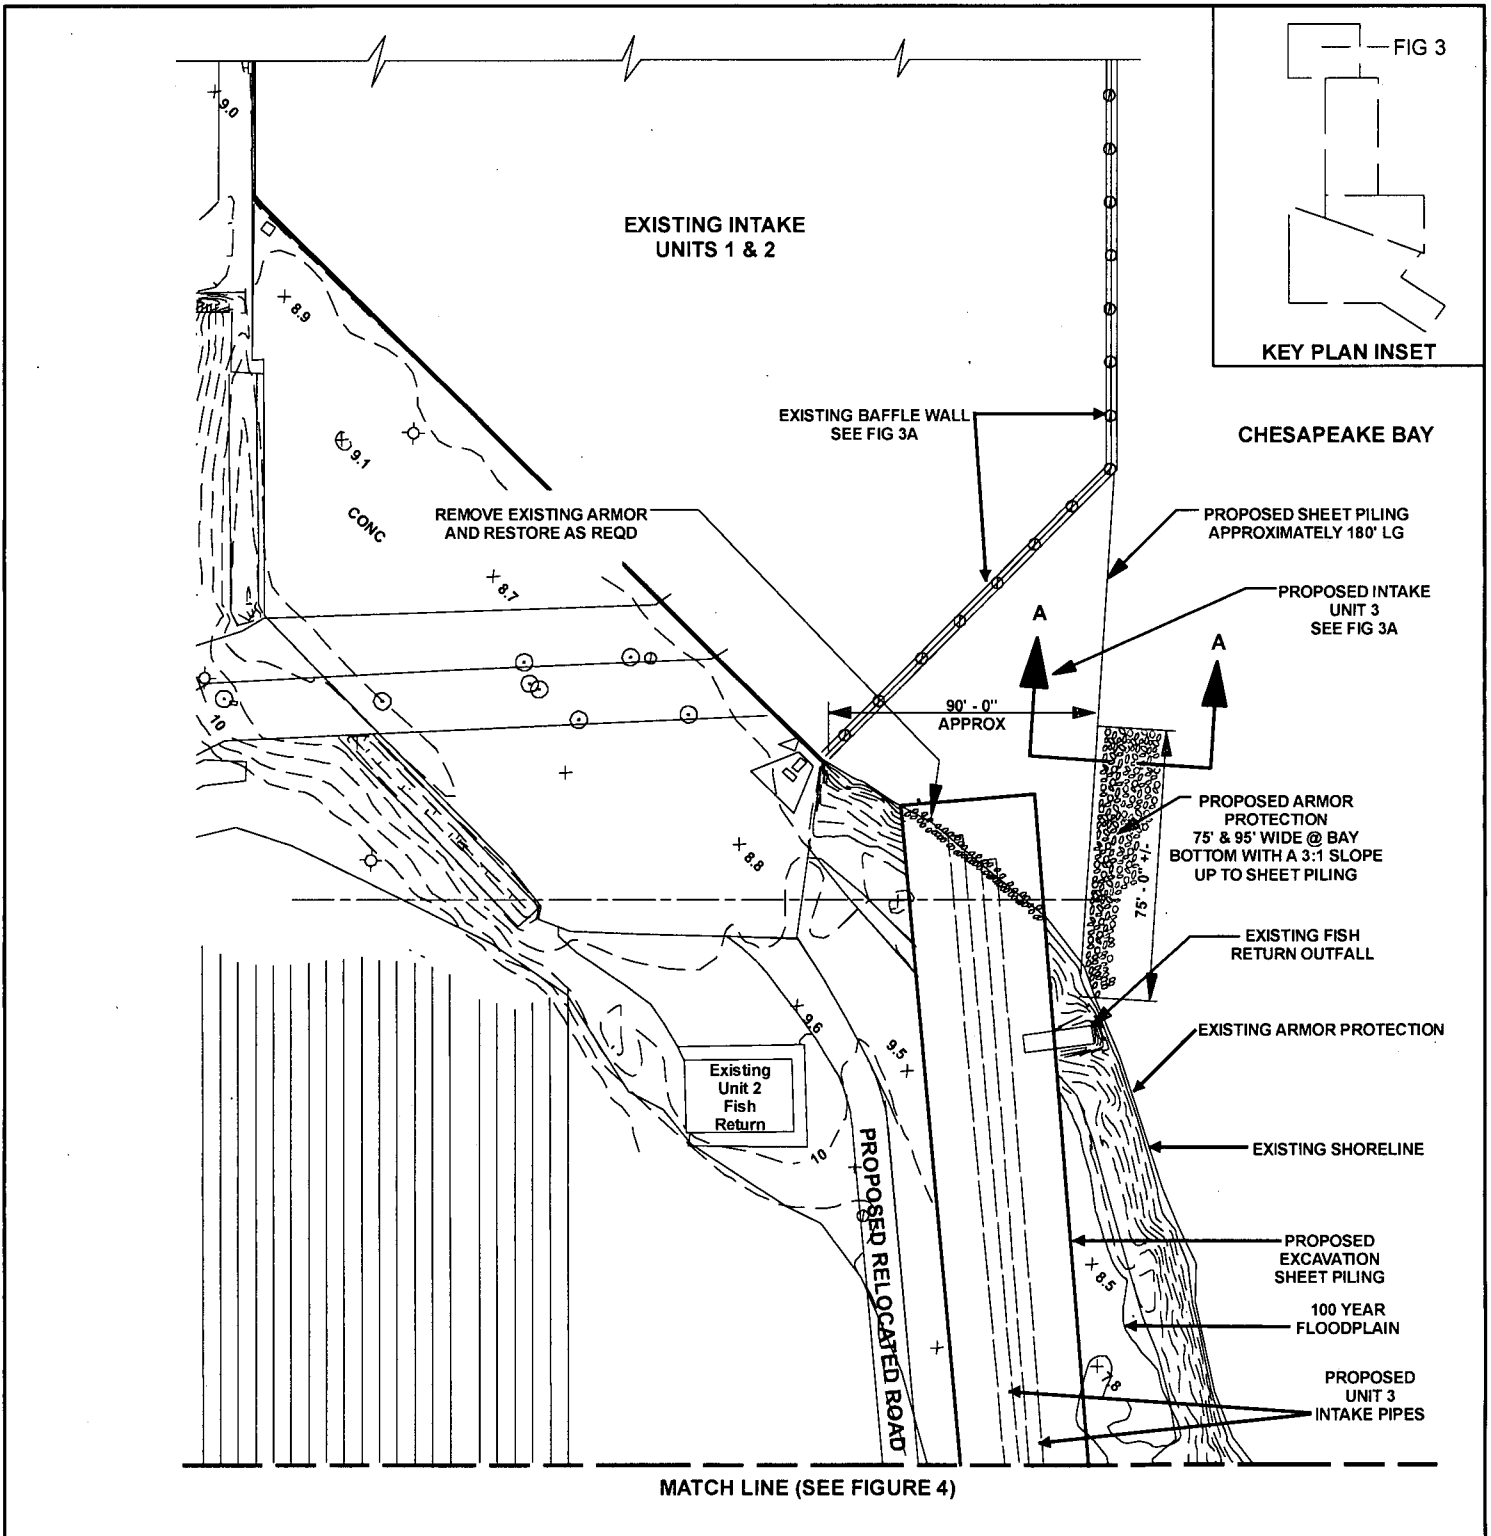 FIG 3
KEY PLAN INSET
9.0
EXISTING INTAKE
UNITS 1 & 2
8.9
EXISTING BAFFLE WALL
SEE FIG 3A
CHESAPEAKE BAY
9.1
CONC
REMOVE EXISTING ARMOR
AND RESTORE AS REQD
PROPOSED SHEET PILING
APPROXIMATELY 180' LG
8.7
PROPOSED INTAKE
UNIT 3
SEE FIG 3A
A
A
10
90' - 0"
APPROX
PROPOSED ARMOR
PROTECTION
75' & 95' WIDE @ BAY
BOTTOM WITH A 3:1 SLOPE
UP TO SHEET PILING
75' - 0" +/-
8.8
EXISTING FISH
RETURN OUTFALL
9.6
9.5
EXISTING ARMOR PROTECTION
Existing
Unit 2
Fish
Return
10
EXISTING SHORELINE
PROPOSED RELOCATED ROAD
PROPOSED
EXCAVATION
SHEET PILING
8.5
100 YEAR
FLOODPLAIN
7.8
PROPOSED
UNIT 3
INTAKE PIPES
MATCH LINE (SEE FIGURE 4)